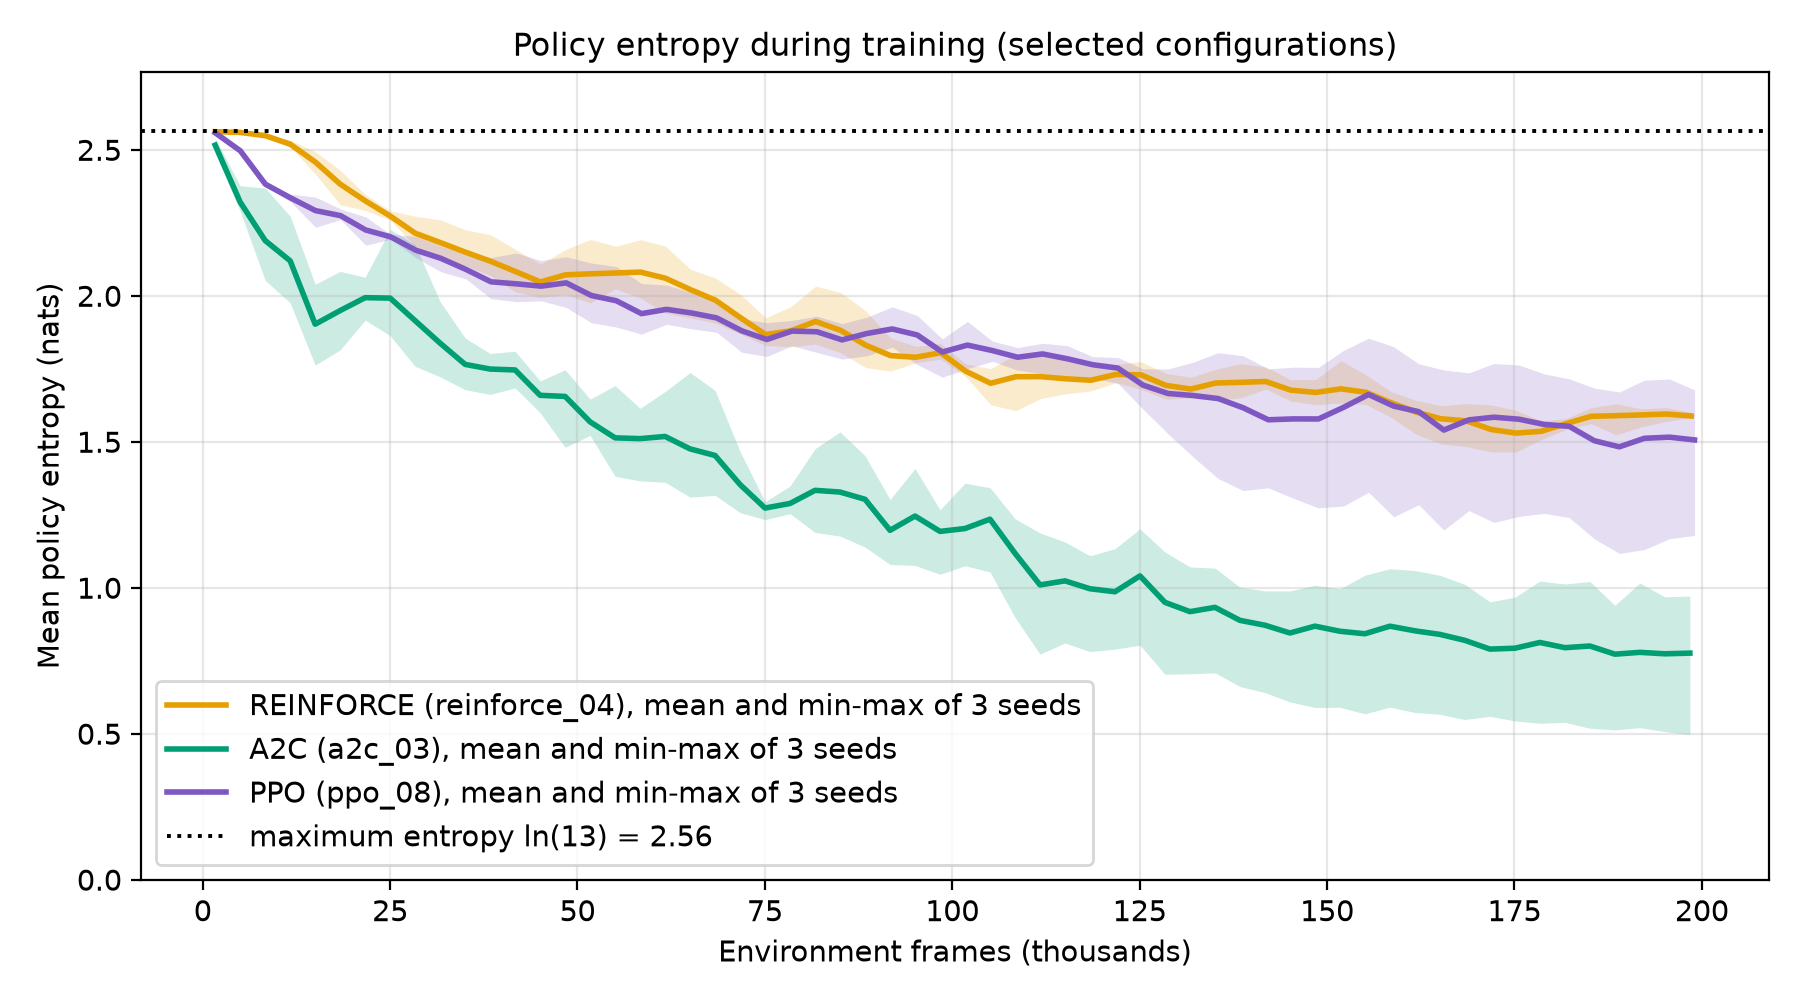 Policy entropy during training (selected configurations)
Mean policy entropy (nats)
2.5
2.0
1.5
1.0
0.5
0.0
REINFORCE (reinforce_04), mean and min-max of 3 seeds
A2C (a2c_03), mean and min-max of 3 seeds
PPO (ppo_08), mean and min-max of 3 seeds
maximum entropy ln(13) = 2.56
0 25 50 75 100 125 150 175 200
Environment frames (thousands)